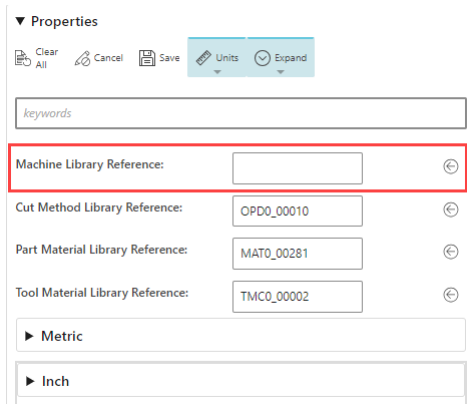 Properties
Clear All
Cancel
Save
Units
Expand
keywords
Machine Library Reference:
Cut Method Library Reference: OPD0_00010
Part Material Library Reference: MAT0_00281
Tool Material Library Reference: TMC0_00002
Metric
Inch